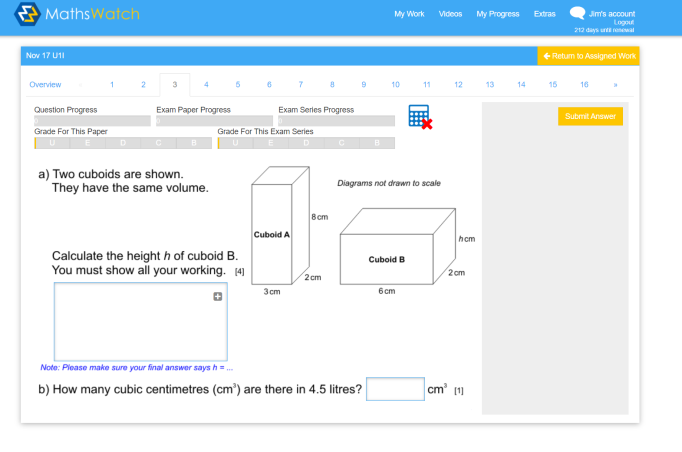 MathsWatch
My Work Videos My Progress Extras Jim's account
Logout
212 days until renewal
Nov 17 U1I
Return to Assigned Work
Overview 1 2 3 4 5 6 7 8 9 10 11 12 13 14 15 16 »
Question Progress Exam Paper Progress Exam Series Progress
Grade For This Paper Grade For This Exam Series
U E D C B U E D C B
Submit Answer
a) Two cuboids are shown.
They have the same volume.
Diagrams not drawn to scale
8 cm
Cuboid A
h cm
Calculate the height h of cuboid B.
Cuboid B
You must show all your working. [4]
2 cm
2 cm
3 cm
6 cm
Note: Please make sure your final answer says h = ...
b) How many cubic centimetres (cm³) are there in 4.5 litres? cm³ [1]